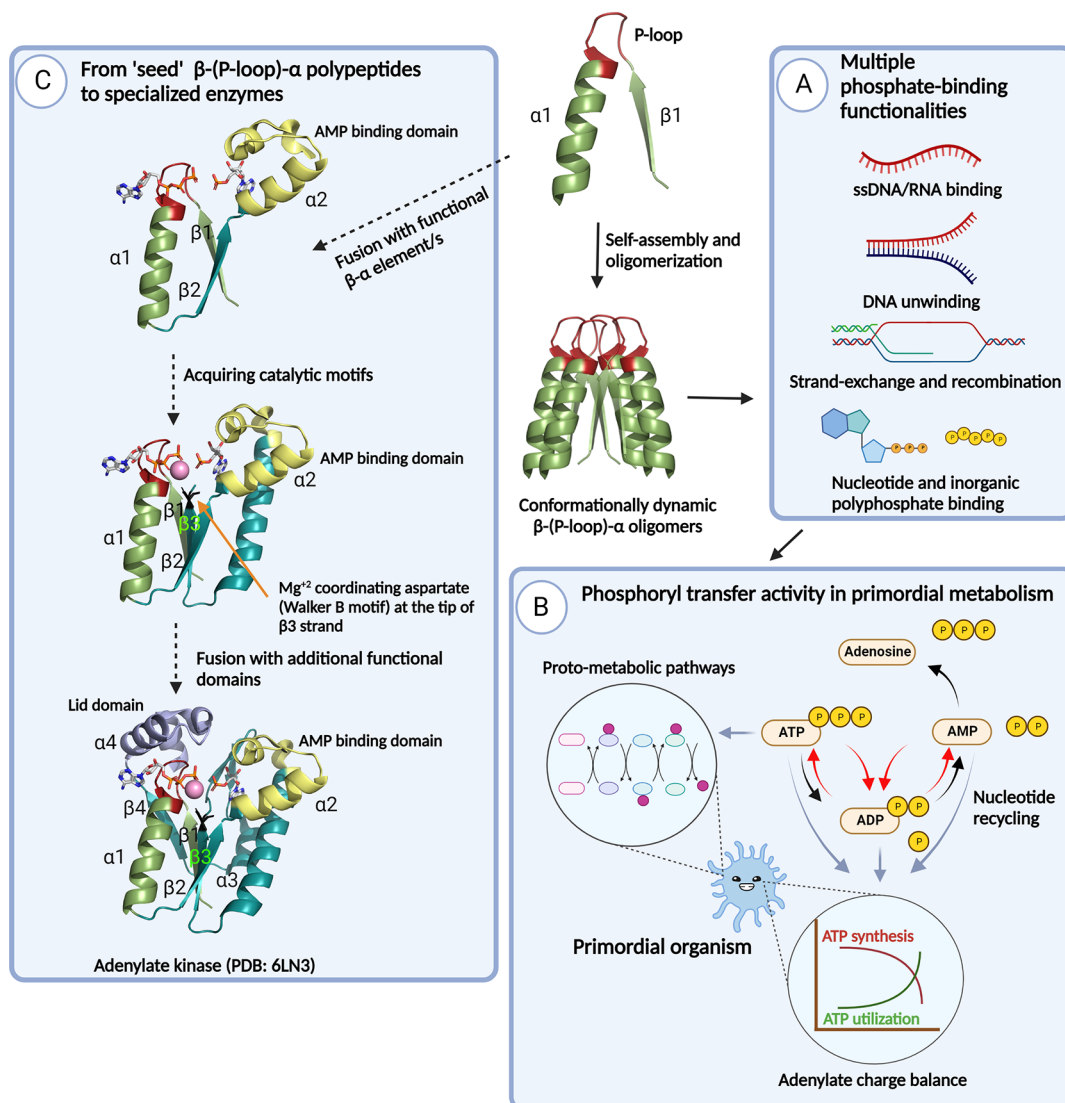 P-loop
α1
β1
Self-assembly and
oligomerization
Conformationally dynamic
β-(P-loop)-α oligomers
A
Multiple
phosphate-binding
functionalities
ssDNA/RNA binding
DNA unwinding
Strand-exchange and recombination
P P P
P P P P P
Nucleotide and inorganic
polyphosphate binding
B
Phosphoryl transfer activity in primordial metabolism
Proto-metabolic pathways
Adenosine
P P P
ATP
P P P
AMP
P P
ADP
P P
P
Nucleotide
recycling
Primordial organism
ATP synthesis
ATP utilization
Adenylate charge balance
C
From 'seed' β-(P-loop)-α polypeptides
to specialized enzymes
AMP binding domain
α2
β1
α1
β2
Fusion with functional
β-α element/s
Acquiring catalytic motifs
AMP binding domain
α2
β1
β3
α1
β2
Mg+2 coordinating aspartate
(Walker B motif) at the tip of
β3 strand
Fusion with additional functional
domains
Lid domain
α4
AMP binding domain
α2
β4
β1
α1
β3
β2
α3
Adenylate kinase (PDB: 6LN3)